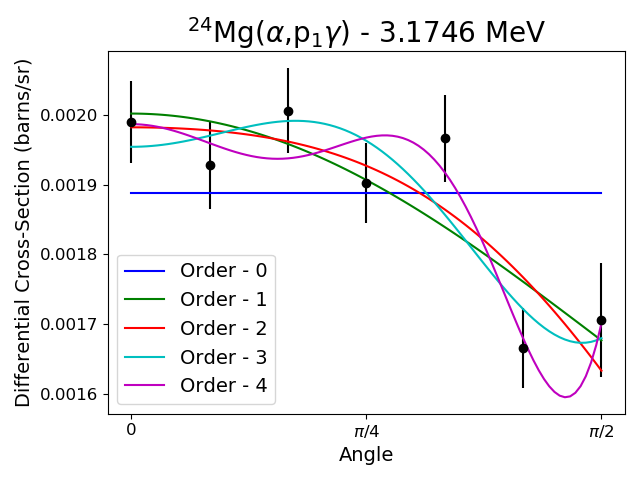 ²⁴Mg(α,p₁γ) - 3.1746 MeV
Differential Cross-Section (barns/sr)
0.0020
0.0019
0.0018
0.0017
0.0016
Order - 0
Order - 1
Order - 2
Order - 3
Order - 4
0
π/4
π/2
Angle